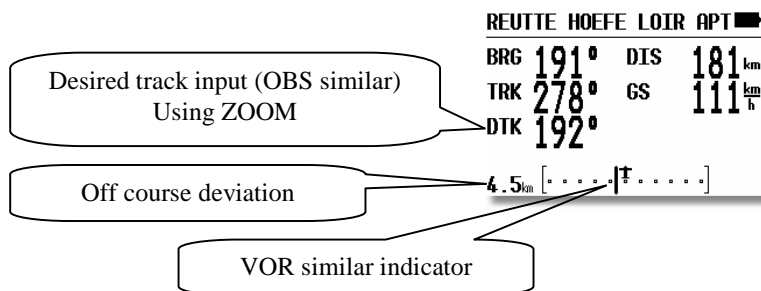 REUTTE HOEFE LOIR APT
BRG 191° DIS 181km
TRK 278° GS 111km/h
DTK 192°
4.5km
Desired track input (OBS similar)
Using ZOOM
Off course deviation
VOR similar indicator